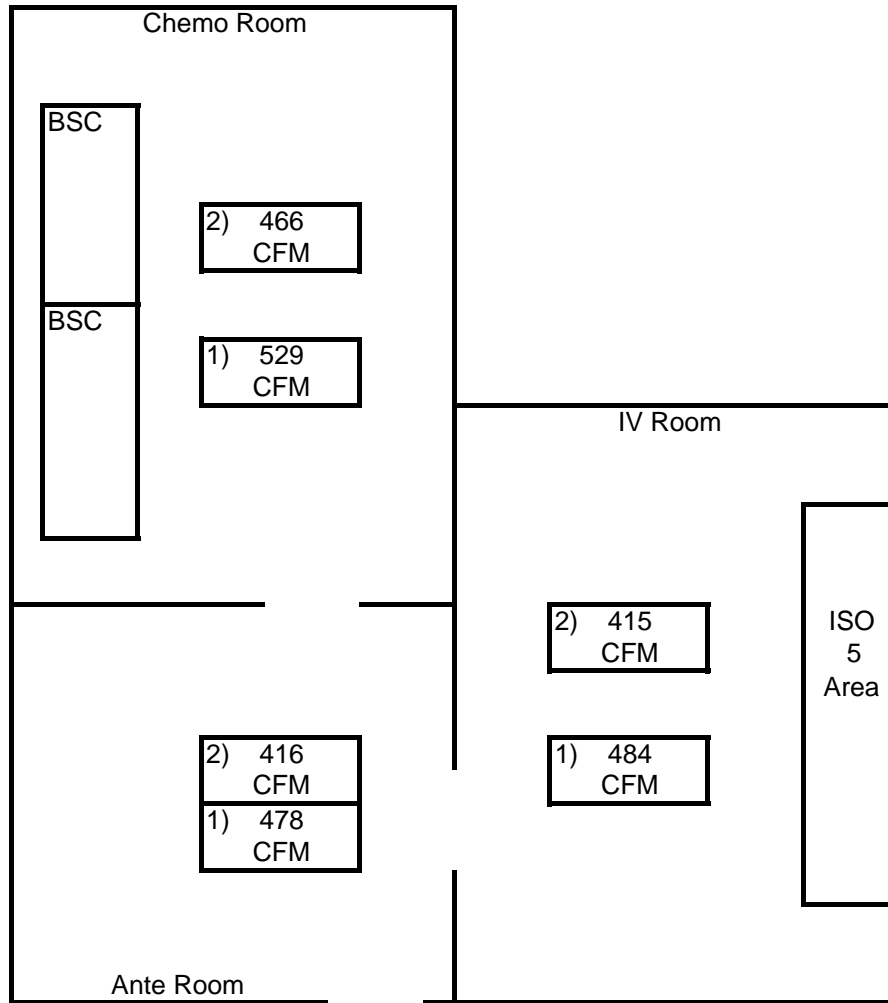 Chemo Room
BSC
2) 466
CFM
BSC
1) 529
CFM
IV Room
2) 415
CFM
ISO
5
Area
2) 416
CFM
1) 484
CFM
1) 478
CFM
Ante Room